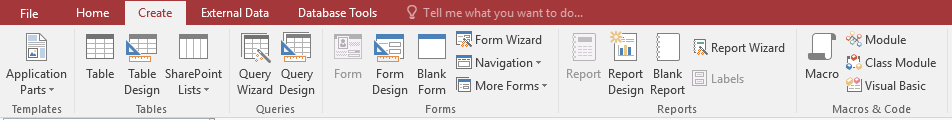 File Home Create External Data Database Tools Tell me what you want to do...
Application Parts
Table
Table Design
SharePoint Lists
Query Wizard
Query Design
Form
Form Design
Blank Form
Form Wizard
Navigation
More Forms
Report
Report Design
Blank Report
Report Wizard
Labels
Macro
Module
Class Module
Visual Basic
Templates Tables Queries Forms Reports Macros & Code